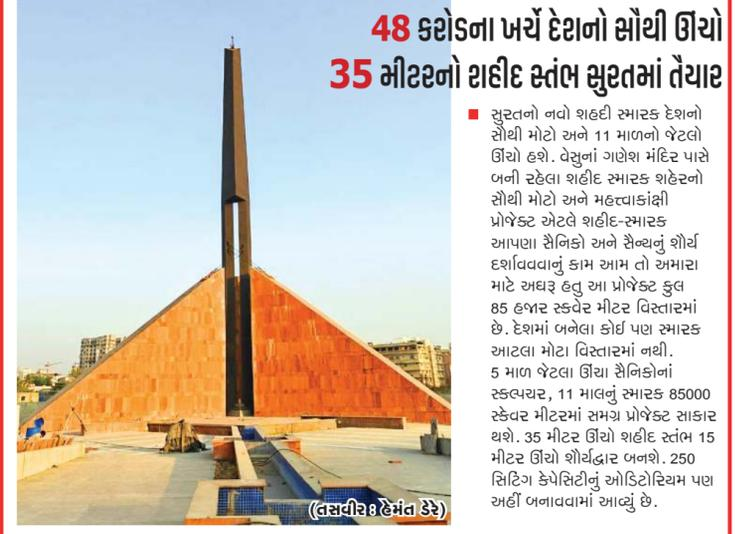 48 કરોડના ખર્ચે દેશનો સૌથી ઊંચો
35 મીટરનો શહીદ સ્તંભ સુરતમાં તૈયાર
સુરતનો નવો શહદી સ્મારક દેશનો
સૌથી મોટો અને 11 માળનો જેટલો
ઊંચો હશે. વેસુનાં ગણેશ મંદિર પાસે
બની રહેલા શહીદ સ્મારક શહેરનો
સૌથી મોટો અને મહત્ત્વાકાંક્ષી
પ્રોજેક્ટ એટલે શહીદ-સ્મારક
આપણા સૈનિકો અને સૈન્યનું શૌર્ય
દર્શાવવવાનું કામ આમ તો અમારા
માટે અઘરૂ હતુ આ પ્રોજેક્ટ કુલ
85 હજાર સ્કવેર મીટર વિસ્તારમાં
છે. દેશમાં બનેલા કોઈ પણ સ્મારક
આટલા મોટા વિસ્તારમાં નથી.
5 માળ જેટલા ઊંચા સૈનિકોનાં
સ્કલ્પચર, 11 માલનું સ્મારક 85000
સ્કેવર મીટરમાં સમગ્ર પ્રોજેક્ટ સાકાર
થશે. 35 મીટર ઊંચો શહીદ સ્તંભ 15
મીટર ઊંચો શૌર્યદ્વાર બનશે. 250
સિટિંગ કેપેસિટીનું ઓડિટોરિયમ પણ
અહીં બનાવવામાં આવ્યું છે.
(તસવીર : હેમંત ડેરે)